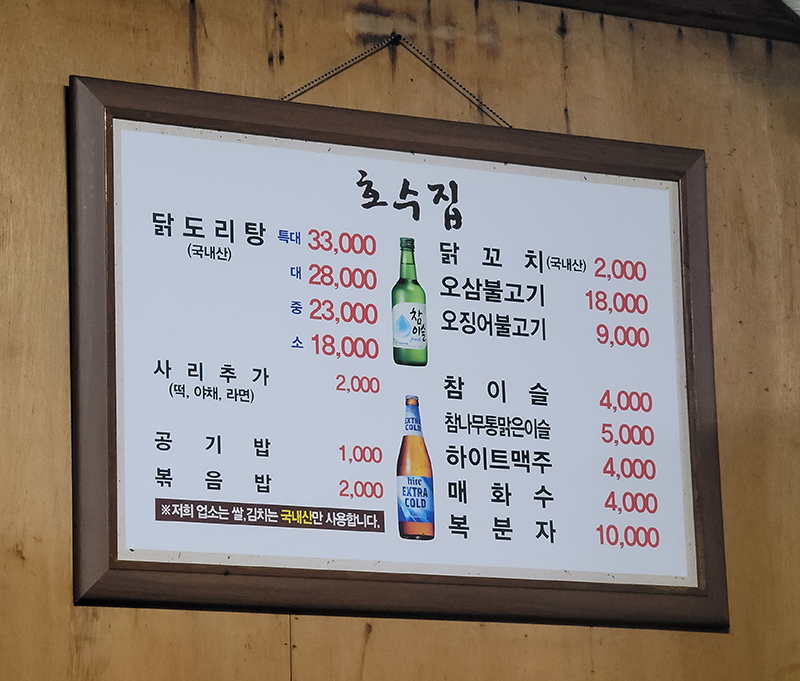 호수집
닭도리탕 특대 33,000
(국내산)
대 28,000
중 23,000
소 18,000
사리추가 2,000
(떡, 야채, 라면)
공기밥 1,000
볶음밥 2,000
※저희 업소는 쌀,김치는 국내산만 사용합니다.
닭꼬치(국내산) 2,000
오삼불고기 18,000
오징어불고기 9,000
참이슬 4,000
참나무통맑은이슬 5,000
하이트맥주 4,000
매화수 4,000
복분자 10,000
참
이슬
fresh
EXTRA
COLD
hite
EXTRA
COLD